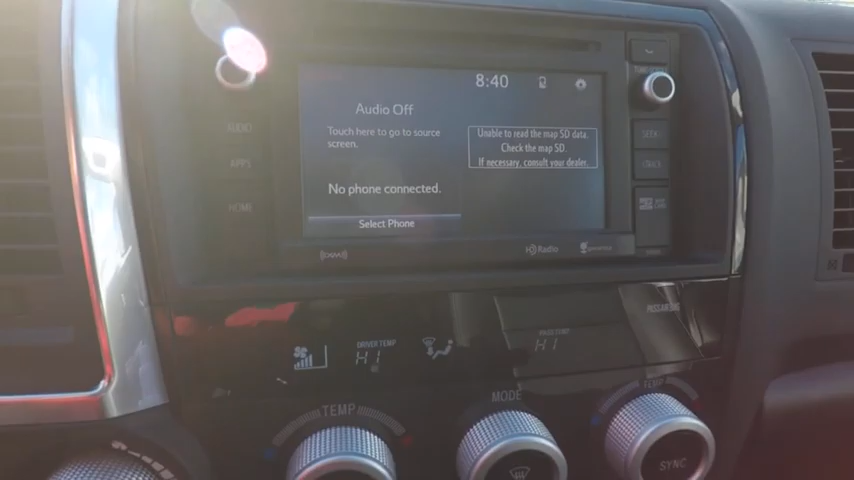 8:40
Audio Off
Touch here to go to source
screen.
Unable to read the map SD data.
Check the map SD.
If necessary, consult your dealer.
No phone connected.
Select Phone
AUDIO
APPS
HOME
SEEK
TRACK
HD Radio
DRIVER TEMP
HI
PASS TEMP
HI
TEMP
MODE
TEMP
SYNC